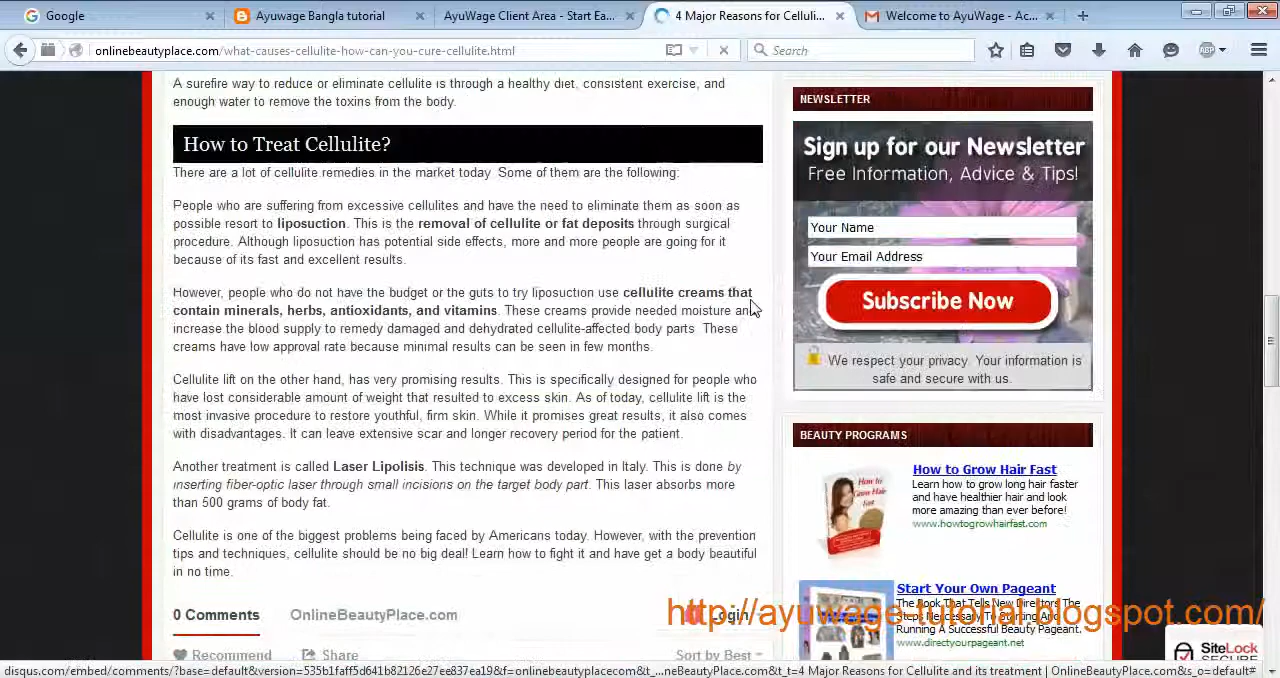 Google
Ayuwage Bangla tutorial
AyuWage Client Area - Start Ea...
4 Major Reasons for Celluli...
Welcome to AyuWage - Ac...
onlinebeautyplace.com/what-causes-cellulite-how-can-you-cure-cellulite.html
Search
ABP
A surefire way to reduce or eliminate cellulite is through a healthy diet, consistent exercise, and
enough water to remove the toxins from the body.
How to Treat Cellulite?
There are a lot of cellulite removal in the market today. Some of them are the following:
People who are suffering from excessive cellulites and have the need to eliminate them as soon as
possible resort to liposuction. This is the removal of cellulite or fat deposits through surgical
procedure. Although liposuction has potential side effects, more and more people are going for it
because of its fast and excellent results.
However, people who do not have the budget or the guts to try liposuction use cellulite creams that
contain minerals, herbs, antioxidants, and vitamins. These creams provide needed moisture and
increase the blood supply to needy damaged and dehydrated cellulite-affected body parts. These
creams have low approval rate because minimal results can be seen in few months.
Cellulite lift on the other hand, has very promising results. This is specifically designed for people who
have lost considerable amount of weight that resulted to excess skin. As of today, cellulite lift is the
most invasive procedure to restore youthful, firm skin. While it promises great results, it also comes
with disadvantages. It can leave extensive scar and longer recovery period for the patient.
Another treatment is called Laser Lipolisis. This technique was developed in Italy. This is done by
inserting fiber-optic laser through small incisions on the target body part. This laser absorbs more
than 500 grams of body fat.
Cellulite is one of the biggest problems being faced by Americans today. However, with the prevention
tips and techniques, cellulite should be no big deal! Learn how to fight it and have get a body beautiful
in no time.
0 Comments
OnlineBeautyPlace.com
Login
Recommend
Share
Sort by Best
NEWSLETTER
Sign up for our Newsletter
Free Information, Advice & Tips!
Your Name
Your Email Address
Subscribe Now
We respect your privacy. Your information is
safe and secure with us.
BEAUTY PROGRAMS
How to Grow Hair Fast
Learn how to grow long hair faster
and have healthier hair and look
more amazing than ever before!
www.howtogrowhairfast.com
Start Your Own Pageant
The Book That Tells New Directors The
Steps Neccessary To Starting And
Running A Successful Beauty Pageant.
www.directyourpageant.net
http://ayuwage-tutorial.blogspot.com/
SiteLock
SECURE